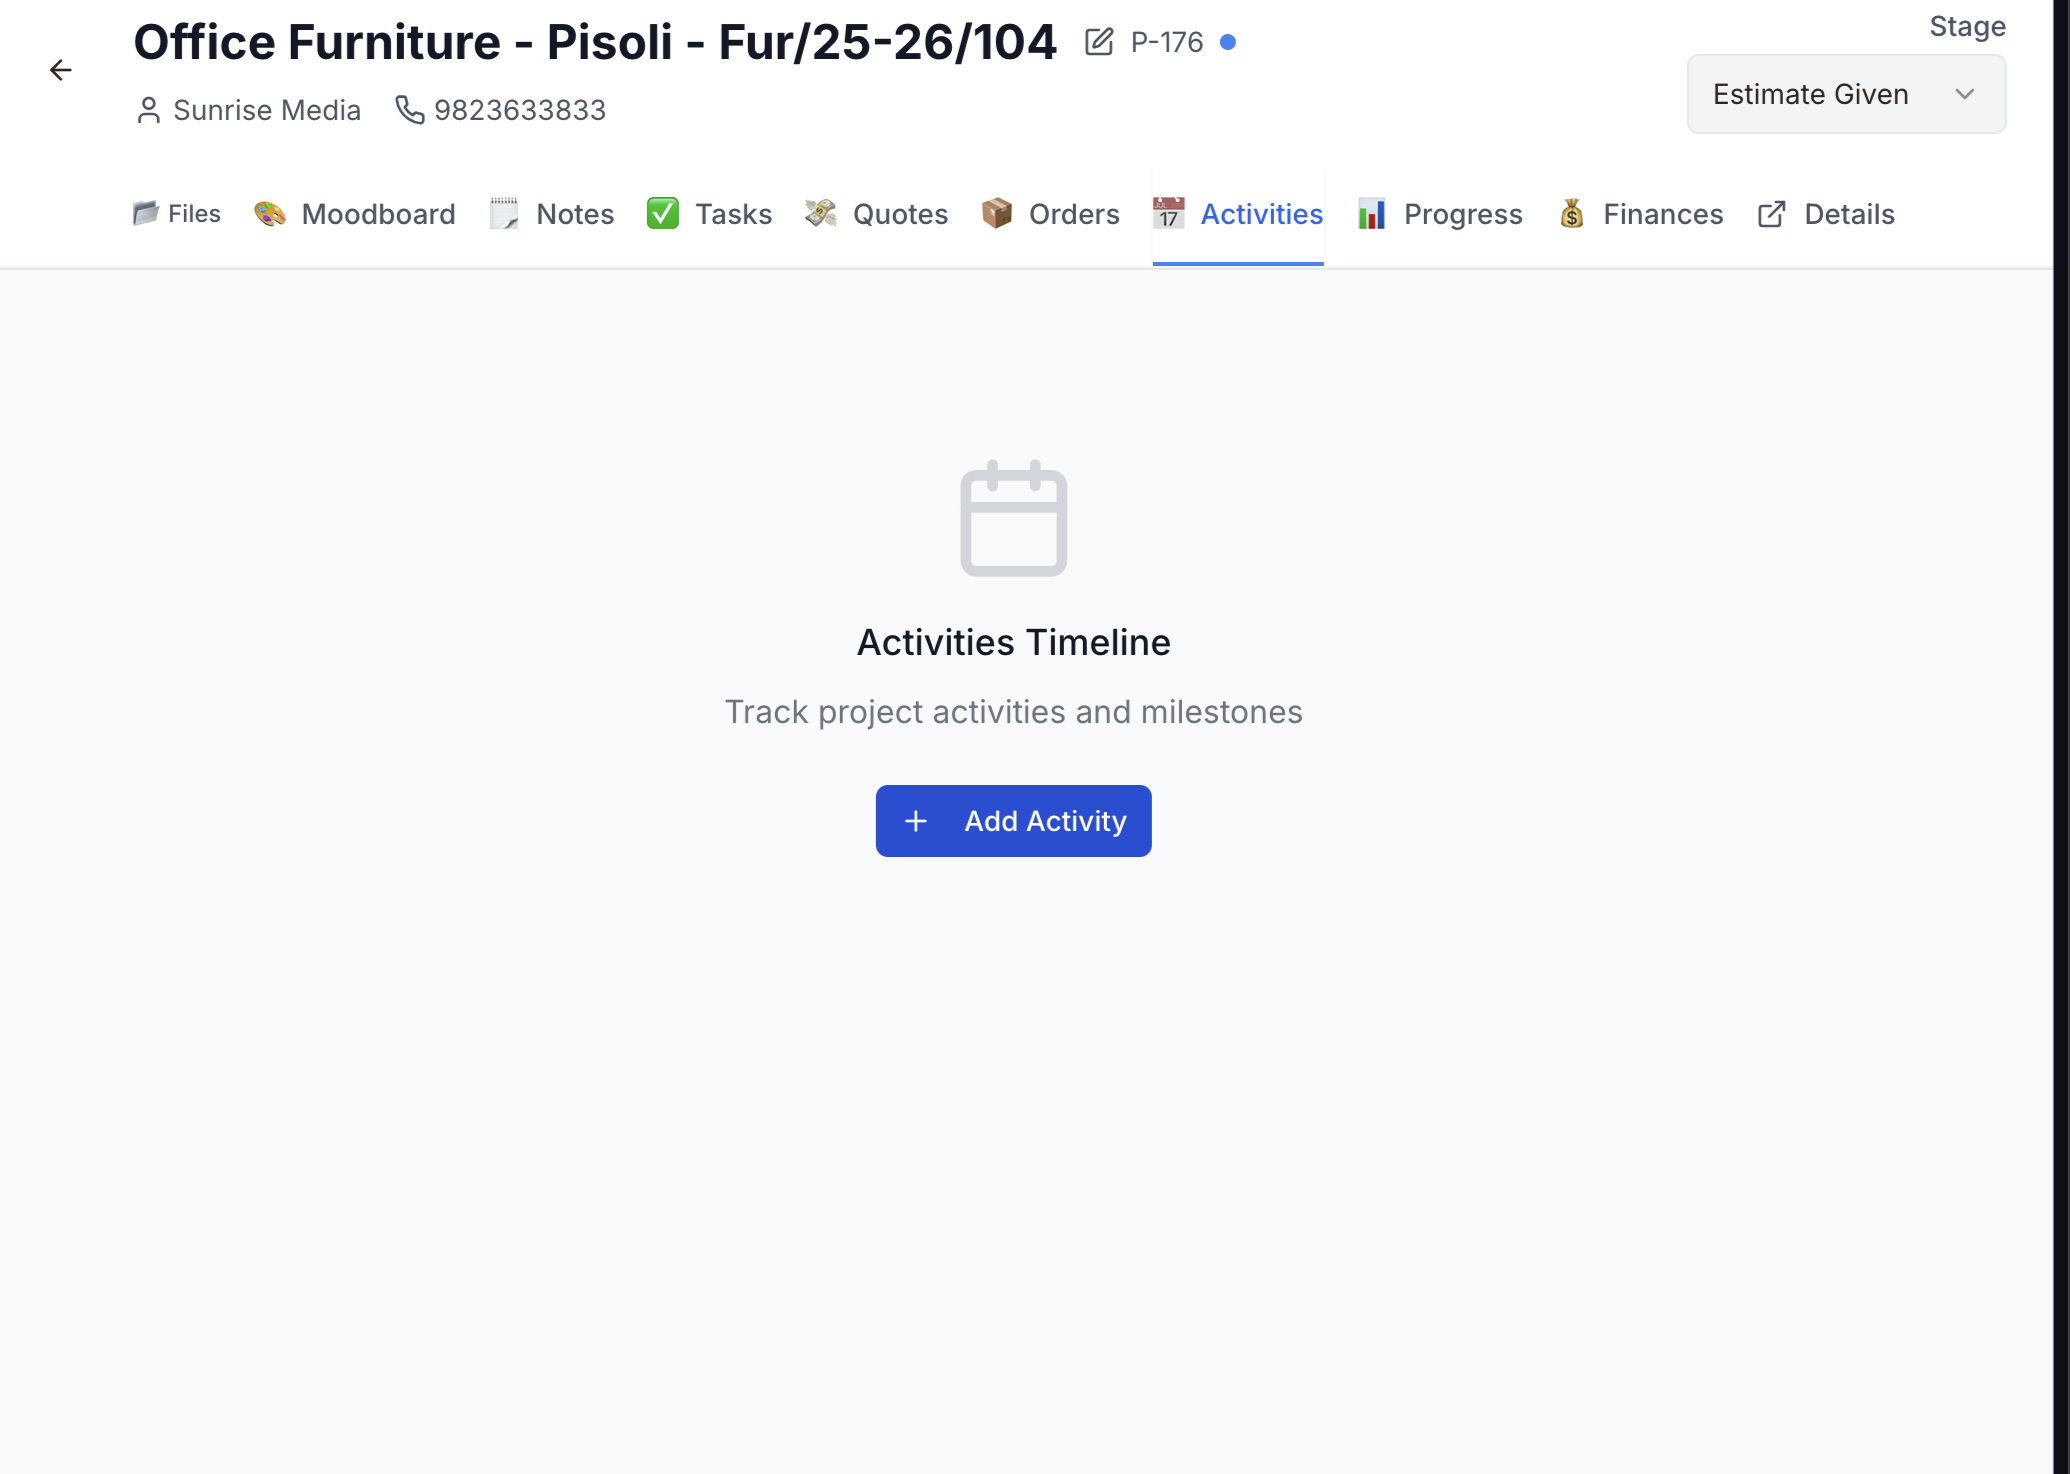 Office Furniture - Pisoli - Fur/25-26/104 P-176
Stage
Estimate Given
Sunrise Media 9823633833
Files Moodboard Notes Tasks Quotes Orders Activities Progress Finances Details
JUL
17
Activities Timeline
Track project activities and milestones
+ Add Activity